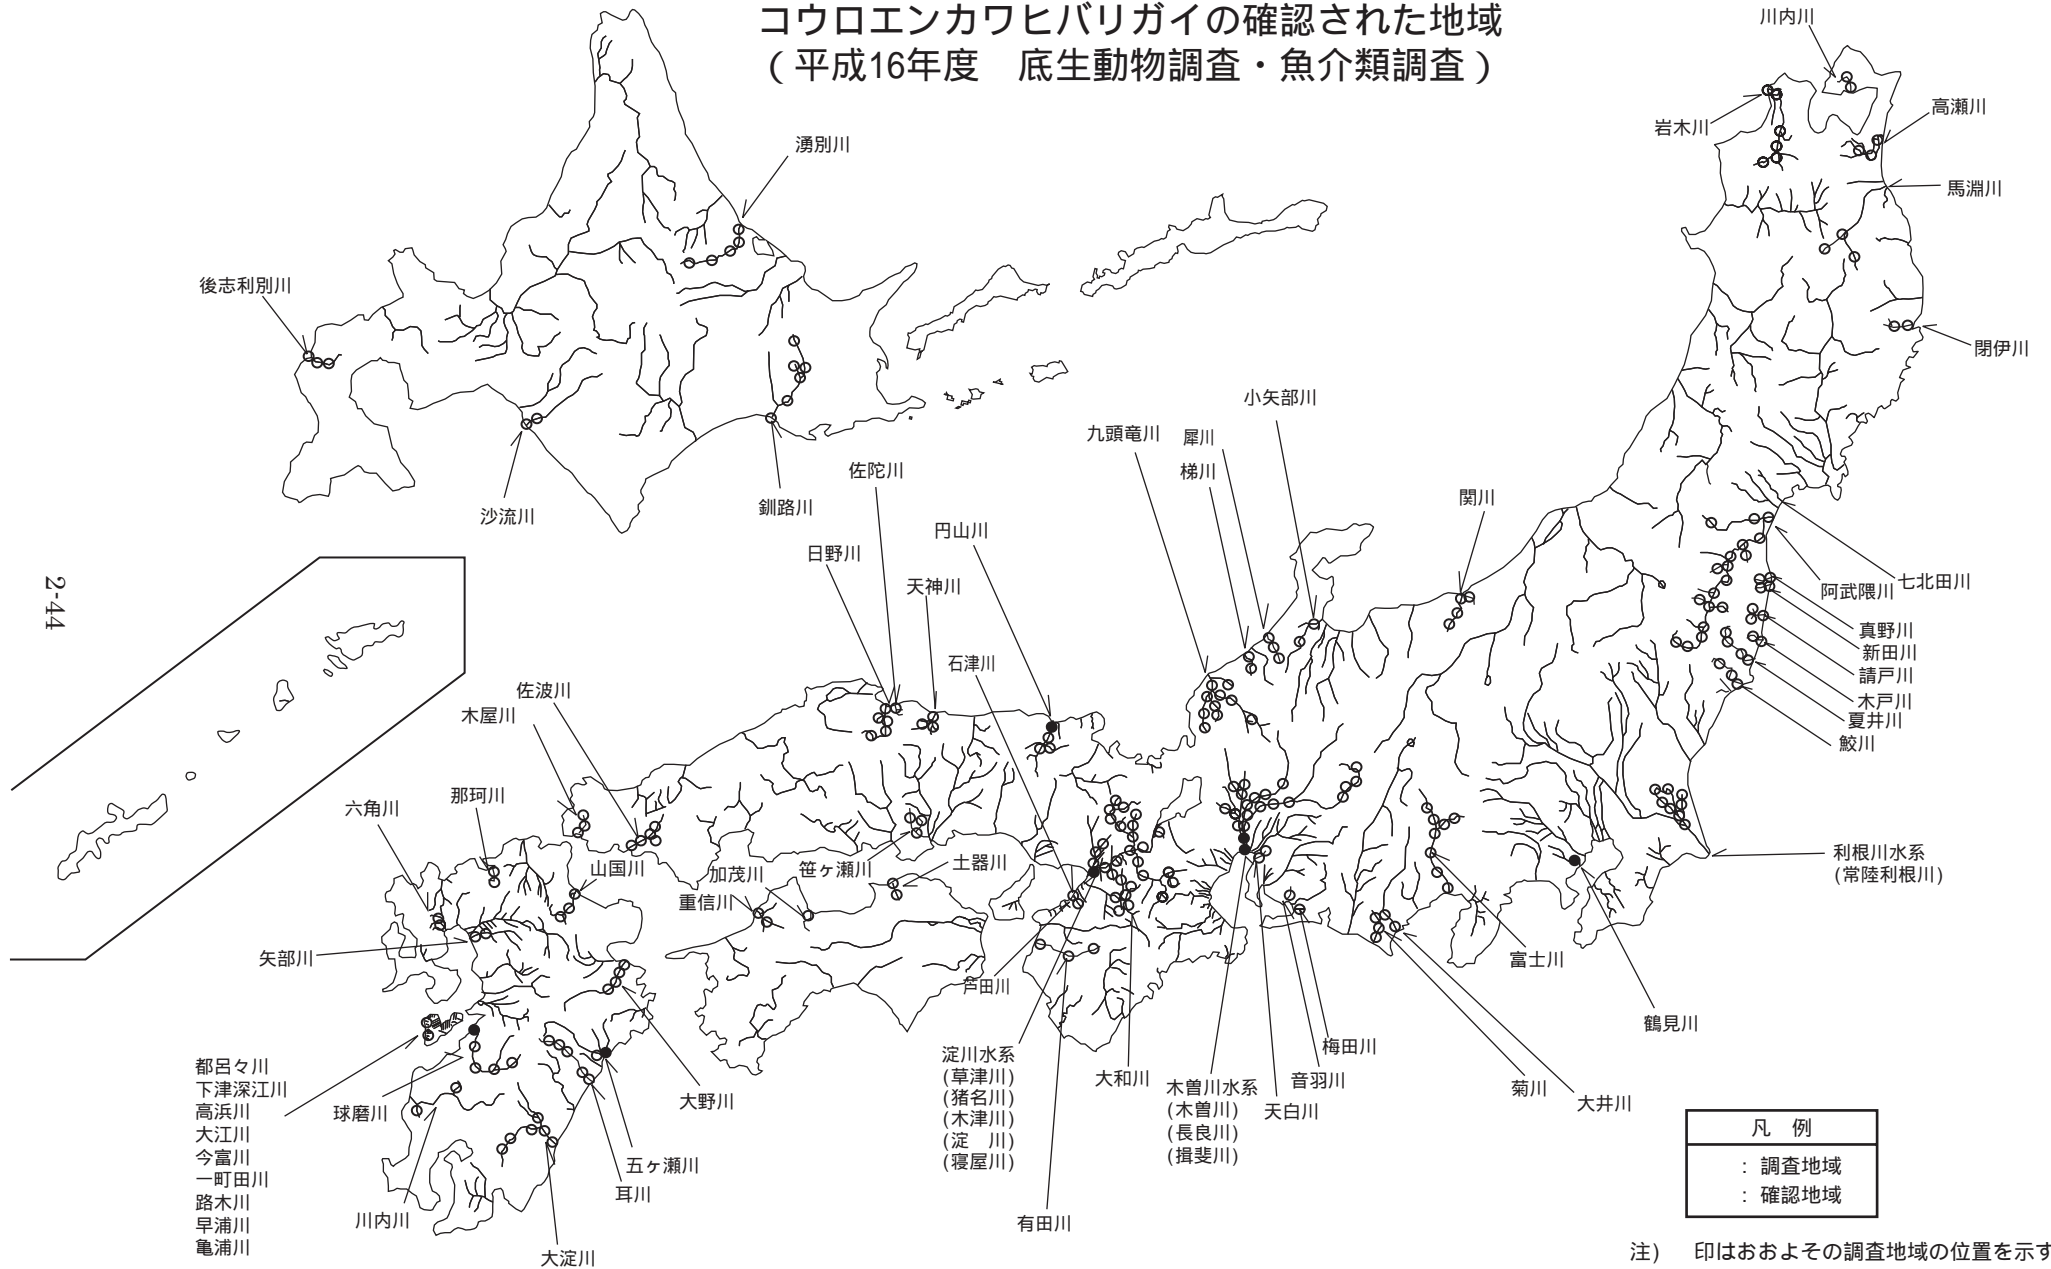 コウロエンカワヒバリガイの確認された地域
（平成16年度　底生動物調査・魚介類調査）
川内川
岩木川
高瀬川
馬淵川
閉伊川
湧別川
後志利別川
沙流川
釧路川
小矢部川
九頭竜川
犀川
梯川
関川
佐陀川
円山川
日野川
天神川
石津川
佐波川
木屋川
七北田川
阿武隈川
真野川
新田川
請戸川
木戸川
夏井川
鮫川
2-44
六角川
那珂川
山国川
加茂川
笹ヶ瀬川
土器川
重信川
利根川水系
(常陸利根川)
矢部川
芦田川
富士川
鶴見川
都呂々川
下津深江川
高浜川
大江川
今富川
一町田川
路木川
早浦川
亀浦川
球磨川
川内川
大淀川
耳川
五ヶ瀬川
大野川
淀川水系
(草津川)
(猪名川)
(木津川)
(淀　川)
(寝屋川)
大和川
有田川
木曽川水系
(木曽川)
(長良川)
(揖斐川)
天白川
音羽川
梅田川
菊川
大井川
凡　例
：調査地域
：確認地域
注)　印はおおよその調査地域の位置を示す